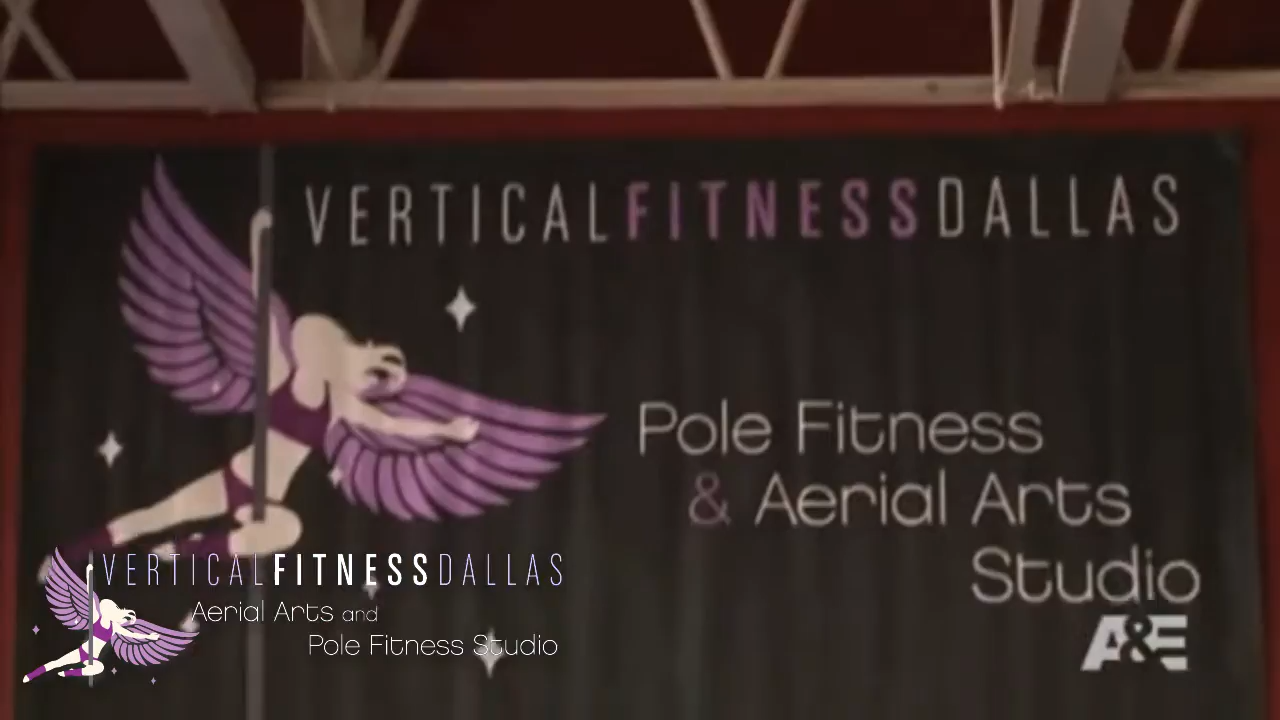 VERTICALFITNESSDALLAS
Pole Fitness
& Aerial Arts
Studio
VERTICALFITNESSDALLAS
Aerial Arts and
Pole Fitness Studio
A&E